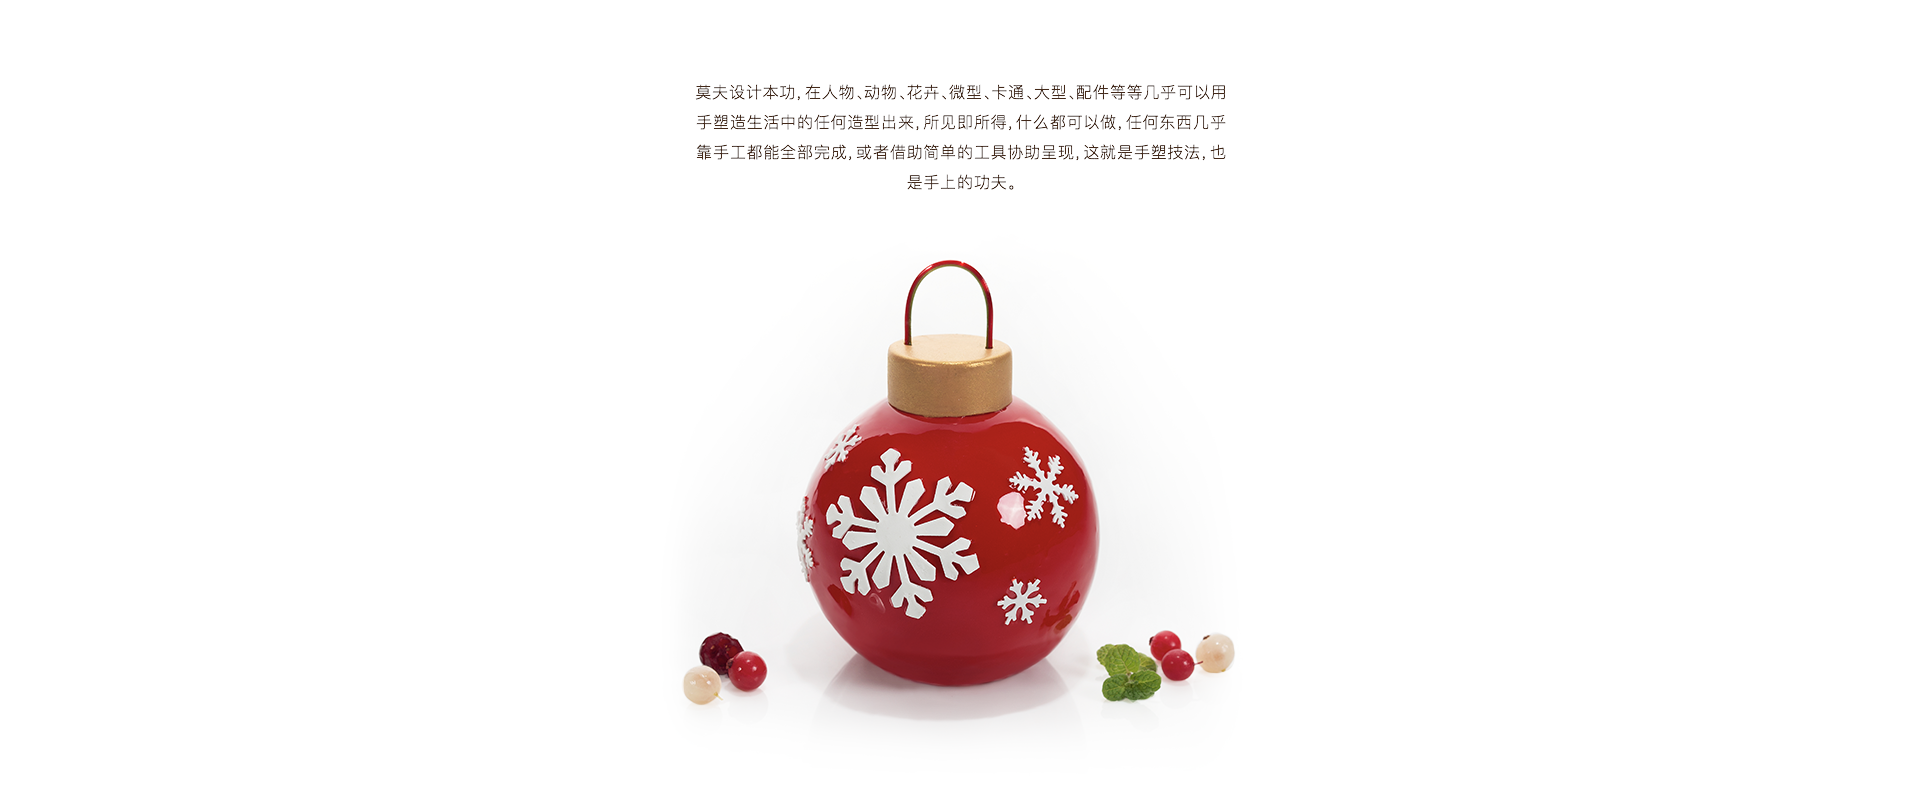 莫夫设计本功，在人物、动物、花卉、微型、卡通、大型、配件等等几乎可以用
手塑造生活中的任何造型出来，所见即所得，什么都可以做，任何东西几乎
靠手工都能全部完成，或者借助简单的工具协助呈现，这就是手塑技法，也
是手上的功夫。